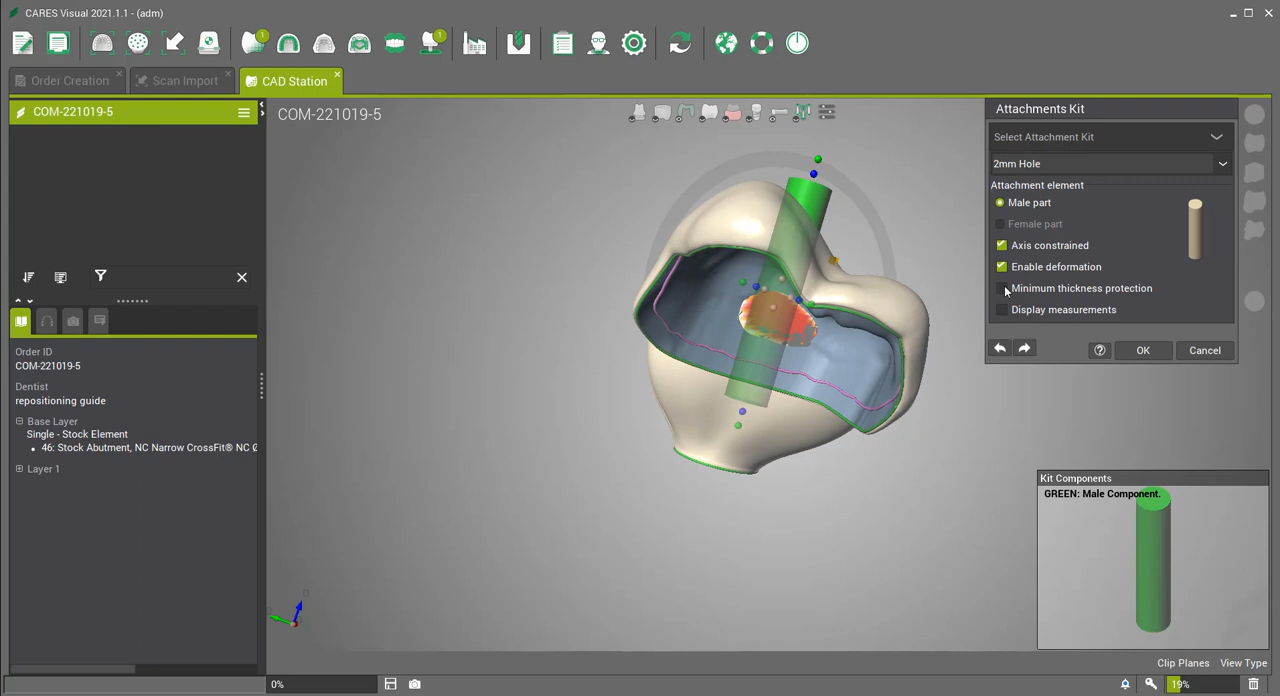 CARES Visual 2021.1.1 - (adm)
1
1
Order Creation
Scan Import
CAD Station
COM-221019-5
COM-221019-5
Order ID
COM-221019-5
Dentist
repositioning guide
Base Layer
Single - Stock Element
46: Stock Abutment, NC Narrow CrossFit® NC Ø
Layer 1
Attachments Kit
Select Attachment Kit
2mm Hole
Attachment element
Male part
Female part
Axis constrained
Enable deformation
Minimum thickness protection
Display measurements
OK
Cancel
Kit Components
GREEN: Male Component.
Clip Planes
View Type
0%
19%